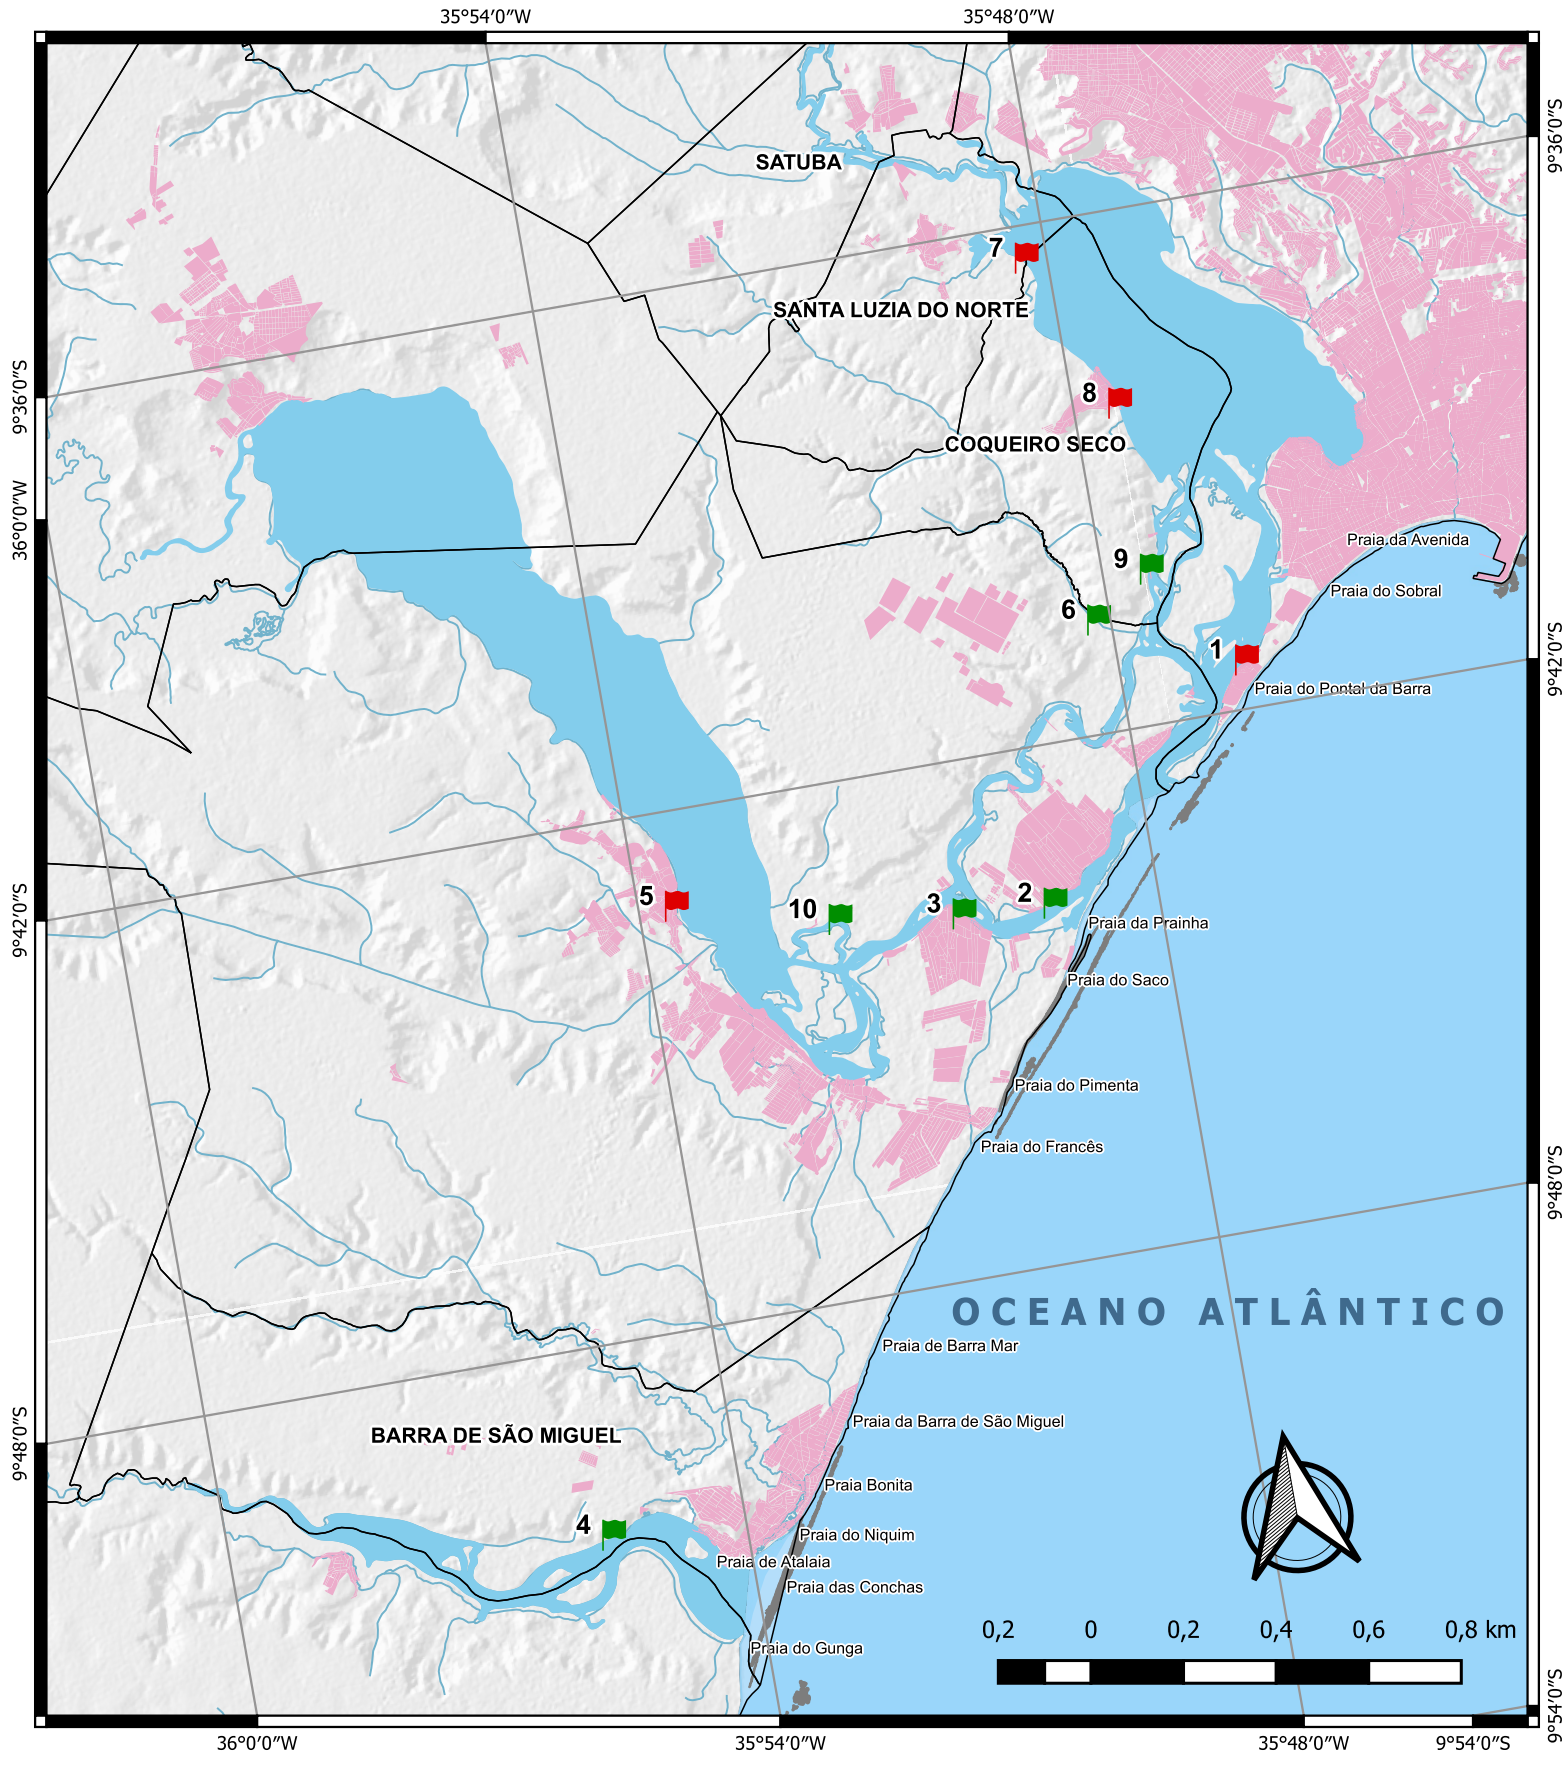 35°54′0″W
35°48′0″W
9°36′0″S
SATUBA
7
SANTA LUZIA DO NORTE
9°36′0″S
8
COQUEIRO SECO
36°0′0″W
Praia da Avenida
9
Praia do Sobral
6
1
9°42′0″S
Praia do Pontal da Barra
5
10
3
2
9°42′0″S
Praia da Prainha
Praia do Saco
Praia do Pimenta
Praia do Francês
9°48′0″S
OCEANO ATLÂNTICO
Praia de Barra Mar
Praia da Barra de São Miguel
BARRA DE SÃO MIGUEL
9°48′0″S
Praia Bonita
4
Praia do Niquim
Praia de Atalaia
Praia das Conchas
0,2 0 0,2 0,4 0,6 0,8 km
Praia do Gunga
9°54′0″S
36°0′0″W
35°54′0″W
35°48′0″W
9°54′0″S